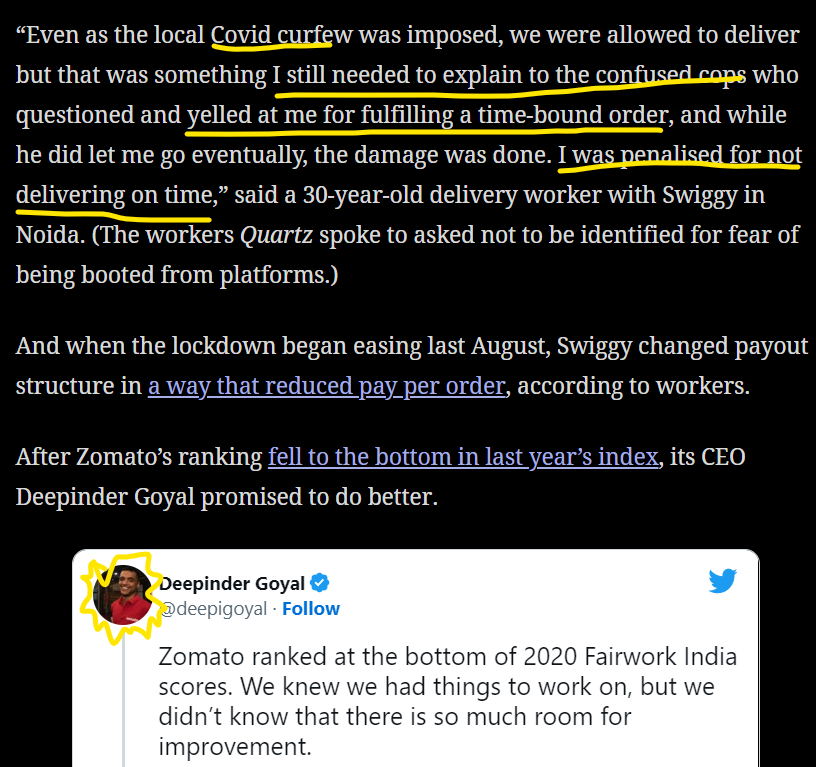 “Even as the local Covid curfew was imposed, we were allowed to deliver
but that was something I still needed to explain to the confused cops who
questioned and yelled at me for fulfilling a time-bound order, and while
he did let me go eventually, the damage was done. I was penalised for not
delivering on time,” said a 30-year-old delivery worker with Swiggy in
Noida. (The workers Quartz spoke to asked not to be identified for fear of
being booted from platforms.)
And when the lockdown began easing last August, Swiggy changed payout
structure in a way that reduced pay per order, according to workers.
After Zomato’s ranking fell to the bottom in last year’s index, its CEO
Deepinder Goyal promised to do better.
Deepinder Goyal
@deepigoyal · Follow
Zomato ranked at the bottom of 2020 Fairwork India
scores. We knew we had things to work on, but we
didn’t know that there is so much room for
improvement.